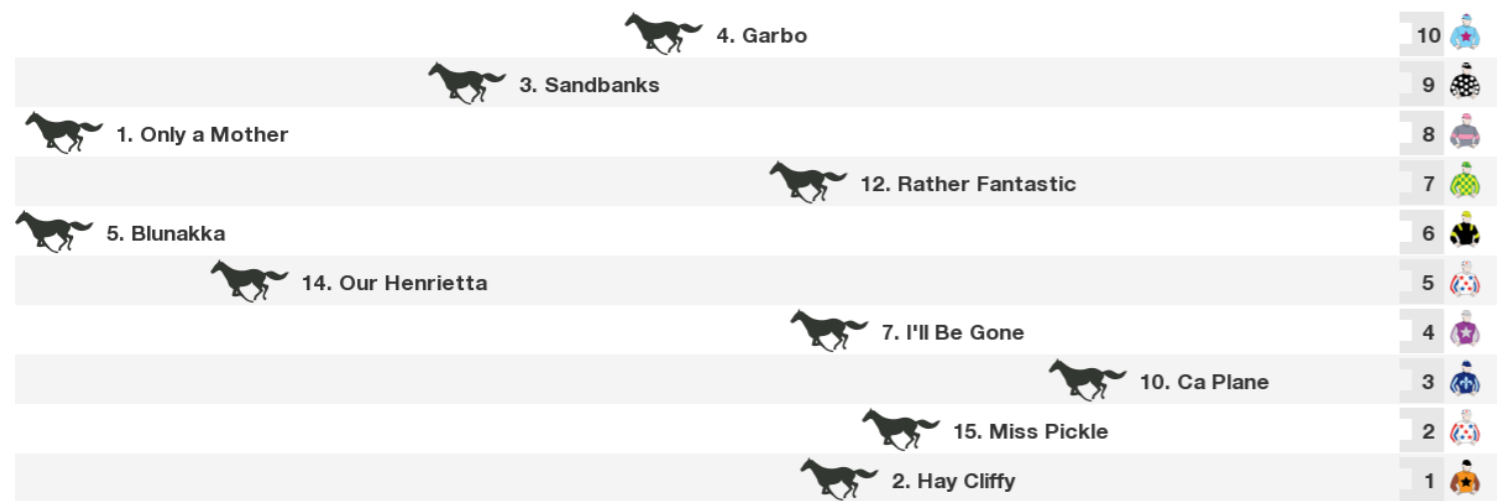 4. Garbo 10
3. Sandbanks 9
1. Only a Mother 8
12. Rather Fantastic 7
5. Blunakka 6
14. Our Henrietta 5
7. I'll Be Gone 4
10. Ca Plane 3
15. Miss Pickle 2
2. Hay Cliffy 1